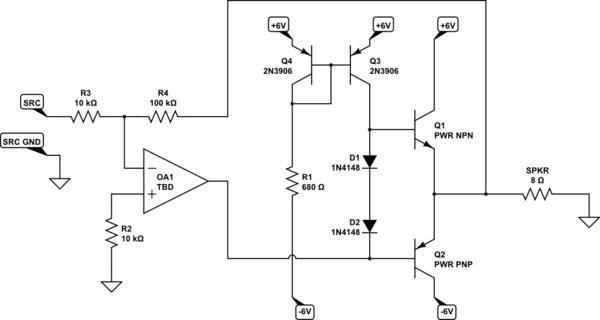 +6V
+6V
+6V
Q4
2N3906
Q3
2N3906
R3
10 kΩ
R4
100 kΩ
SRC
SRC GND
Q1
PWR NPN
D1
1N4148
OA1
TBD
−
+
R1
680 Ω
SPKR
8 Ω
R2
10 kΩ
D2
1N4148
Q2
PWR PNP
-6V
-6V